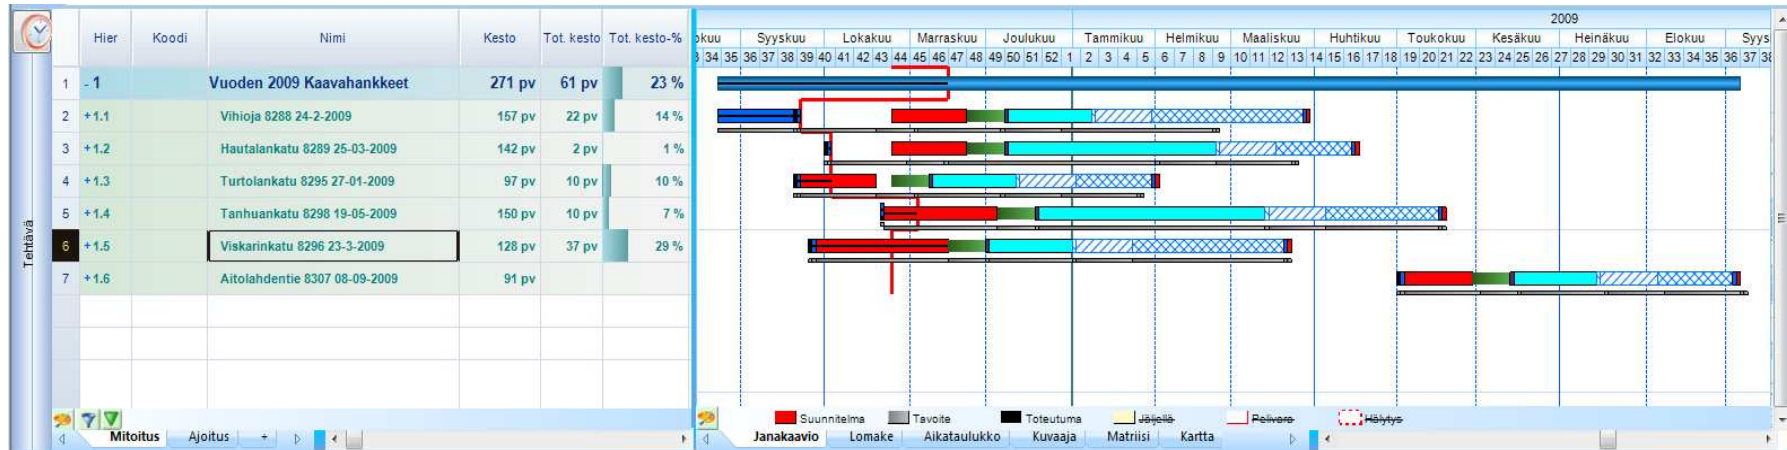 2009
Hier Koodi Nimi Kesto Tot. kesto Tot. kesto-%
okuu Syyskuu Lokakuu Marraskuu Joulukuu Tammikuu Helmikuu Maaliskuu Huhtikuu Toukokuu Kesäkuu Heinäkuu Elokuu Syys
34 35 36 37 38 39 40 41 42 43 44 45 46 47 48 49 50 51 52 1 2 3 4 5 6 7 8 9 10 11 12 13 14 15 16 17 18 19 20 21 22 23 24 25 26 27 28 29 30 31 32 33 34 35 36 37 38
1 - 1 Vuoden 2009 Kaavahankkeet 271 pv 61 pv 23 %
2 + 1.1 Vihioja 8288 24-2-2009 157 pv 22 pv 14 %
3 + 1.2 Hautalankatu 8289 25-03-2009 142 pv 2 pv 1 %
4 + 1.3 Turtolankatu 8295 27-01-2009 97 pv 10 pv 10 %
5 + 1.4 Tanhuankatu 8298 19-05-2009 150 pv 10 pv 7 %
6 + 1.5 Viskarinkatu 8296 23-3-2009 128 pv 37 pv 29 %
7 + 1.6 Aitolahdentie 8307 08-09-2009 91 pv
Tehtävä
Suunnitelma Tavoite Toteutuma Jäljellä Pelivara Hälytys
Mitoitus Ajoitus +
Janakaavio Lomake Aikataulukko Kuvaaja Matriisi Kartta